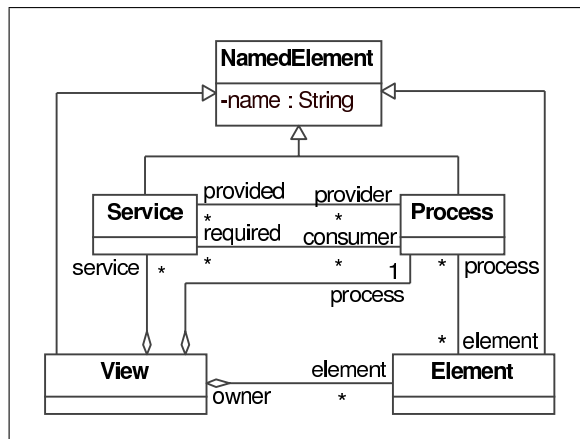 NamedElement
-name : String
provided
provider
Service
*
*
Process
required
consumer
service
*
*
*
1
*
process
process
*
element
View
element
Element
owner
*